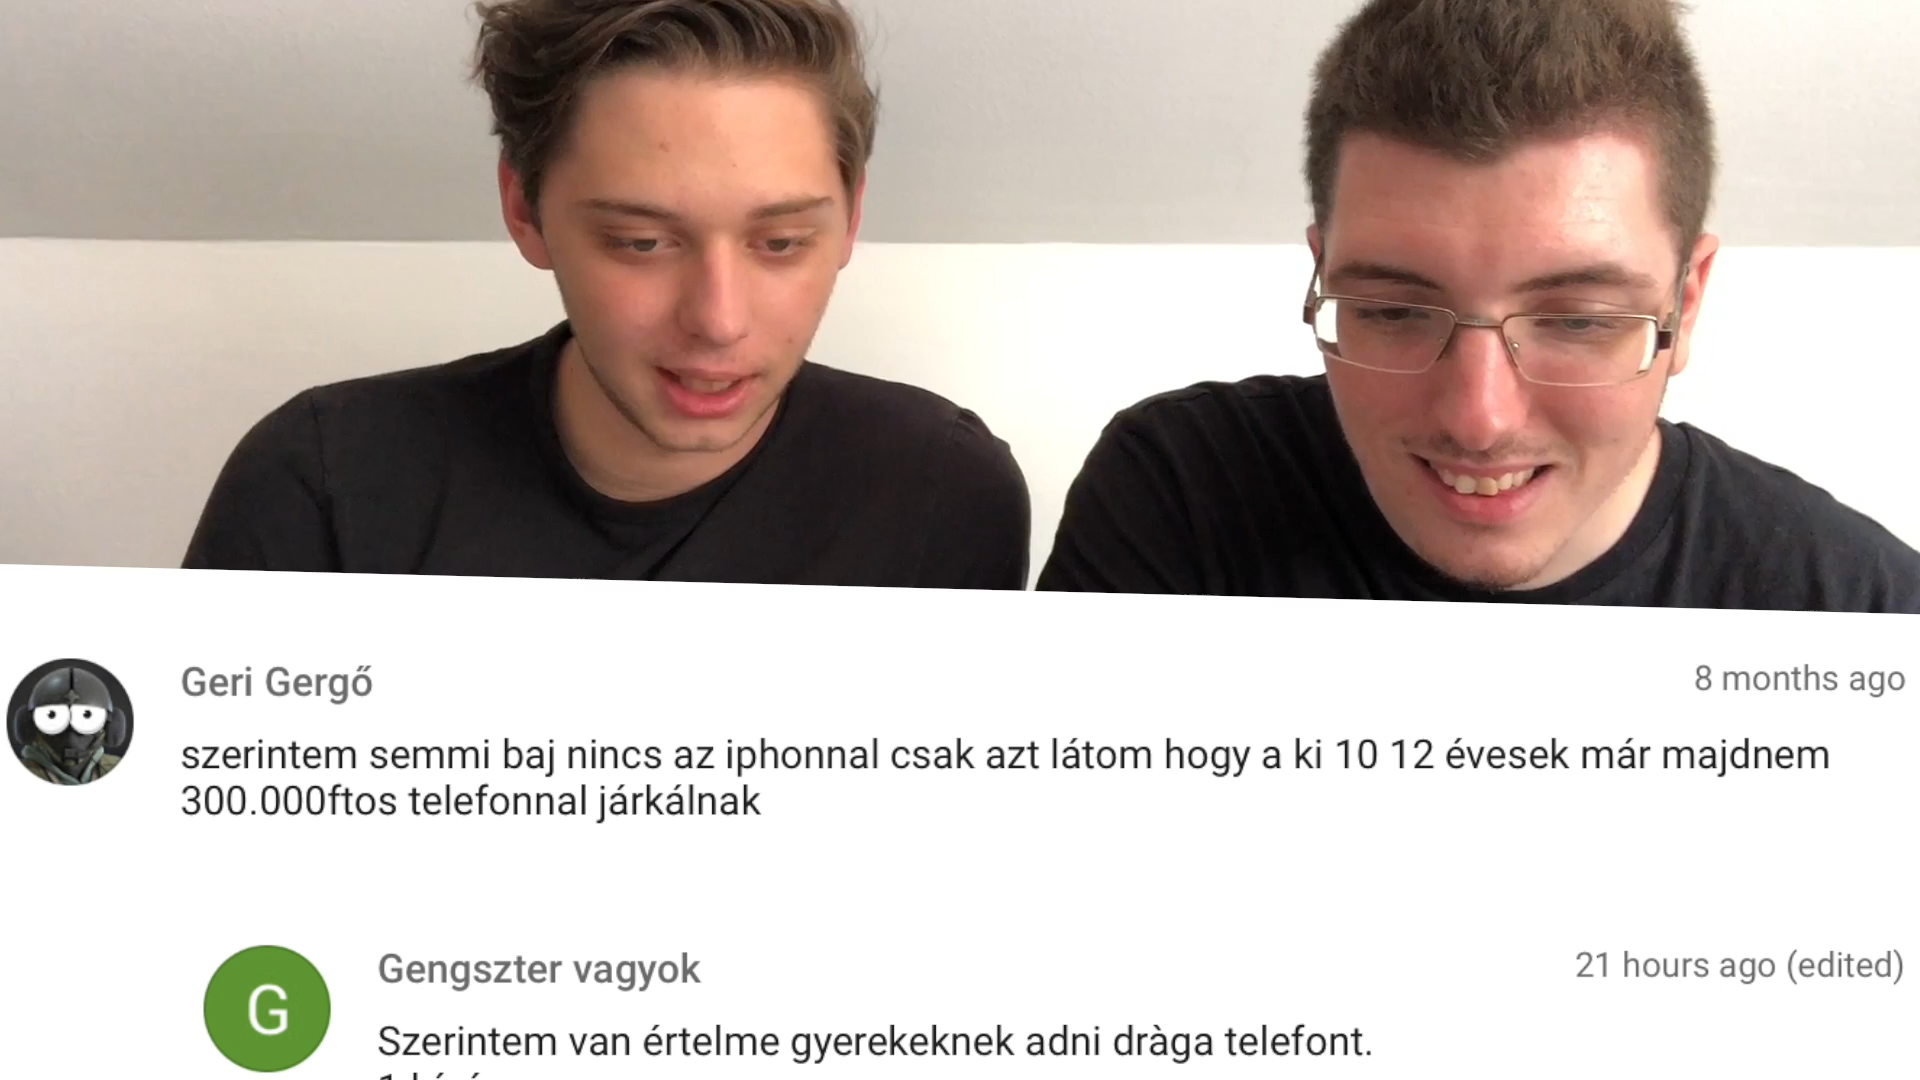 Geri Gergő
8 months ago
szerintem semmi baj nincs az iphonnal csak azt látom hogy a ki 10 12 évesek már majdnem
300.000ftos telefonnal járkálnak
G
Gengszter vagyok
21 hours ago (edited)
Szerintem van értelme gyerekeknek adni dràga telefont.